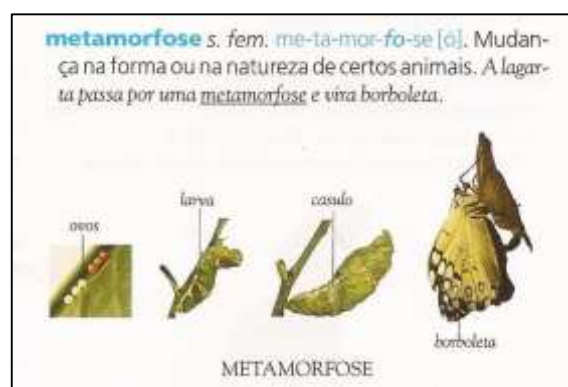 metamorfose s. fem. me-ta-mor-fo-se [ó]. Mudan-
ça na forma ou na natureza de certos animais. A lagar-
ta passa por uma metamorfose e vira borboleta.
ovos
larva
casulo
borboleta
METAMORFOSE